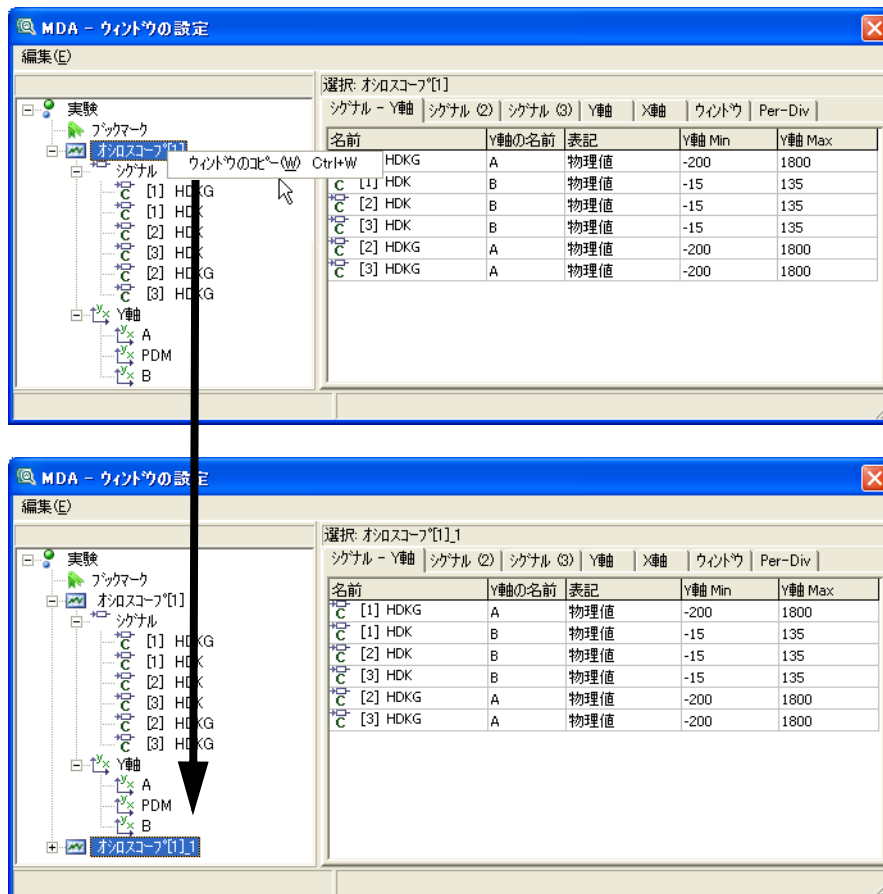 MDA - ウィンドウの設定
編集(E)
選択: オシロスコープ[1]
実験
ブックマーク
オシロスコープ[1]
シグナル
[1] HDKG
[1] HDK
[2] HDK
[3] HDK
[2] HDKG
[3] HDKG
Y軸
A
PDM
B
ウィンドウのコピー(W) Ctrl+W
シグナル - Y軸 シグナル (2) シグナル (3) Y軸 X軸 ウィンドウ Per-Div
名前 Y軸の名前 表記 Y軸 Min Y軸 Max
HDKG A 物理値 -200 1800
[1] HDK B 物理値 -15 135
[2] HDK B 物理値 -15 135
[3] HDK B 物理値 -15 135
[2] HDKG A 物理値 -200 1800
[3] HDKG A 物理値 -200 1800
MDA - ウィンドウの設定
編集(E)
選択: オシロスコープ[1]_1
実験
ブックマーク
オシロスコープ[1]
シグナル
[1] HDKG
[1] HDK
[2] HDK
[3] HDK
[2] HDKG
[3] HDKG
Y軸
A
PDM
B
オシロスコープ[1]_1
シグナル - Y軸 シグナル (2) シグナル (3) Y軸 X軸 ウィンドウ Per-Div
名前 Y軸の名前 表記 Y軸 Min Y軸 Max
[1] HDKG A 物理値 -200 1800
[1] HDK B 物理値 -15 135
[2] HDK B 物理値 -15 135
[3] HDK B 物理値 -15 135
[2] HDKG A 物理値 -200 1800
[3] HDKG A 物理値 -200 1800